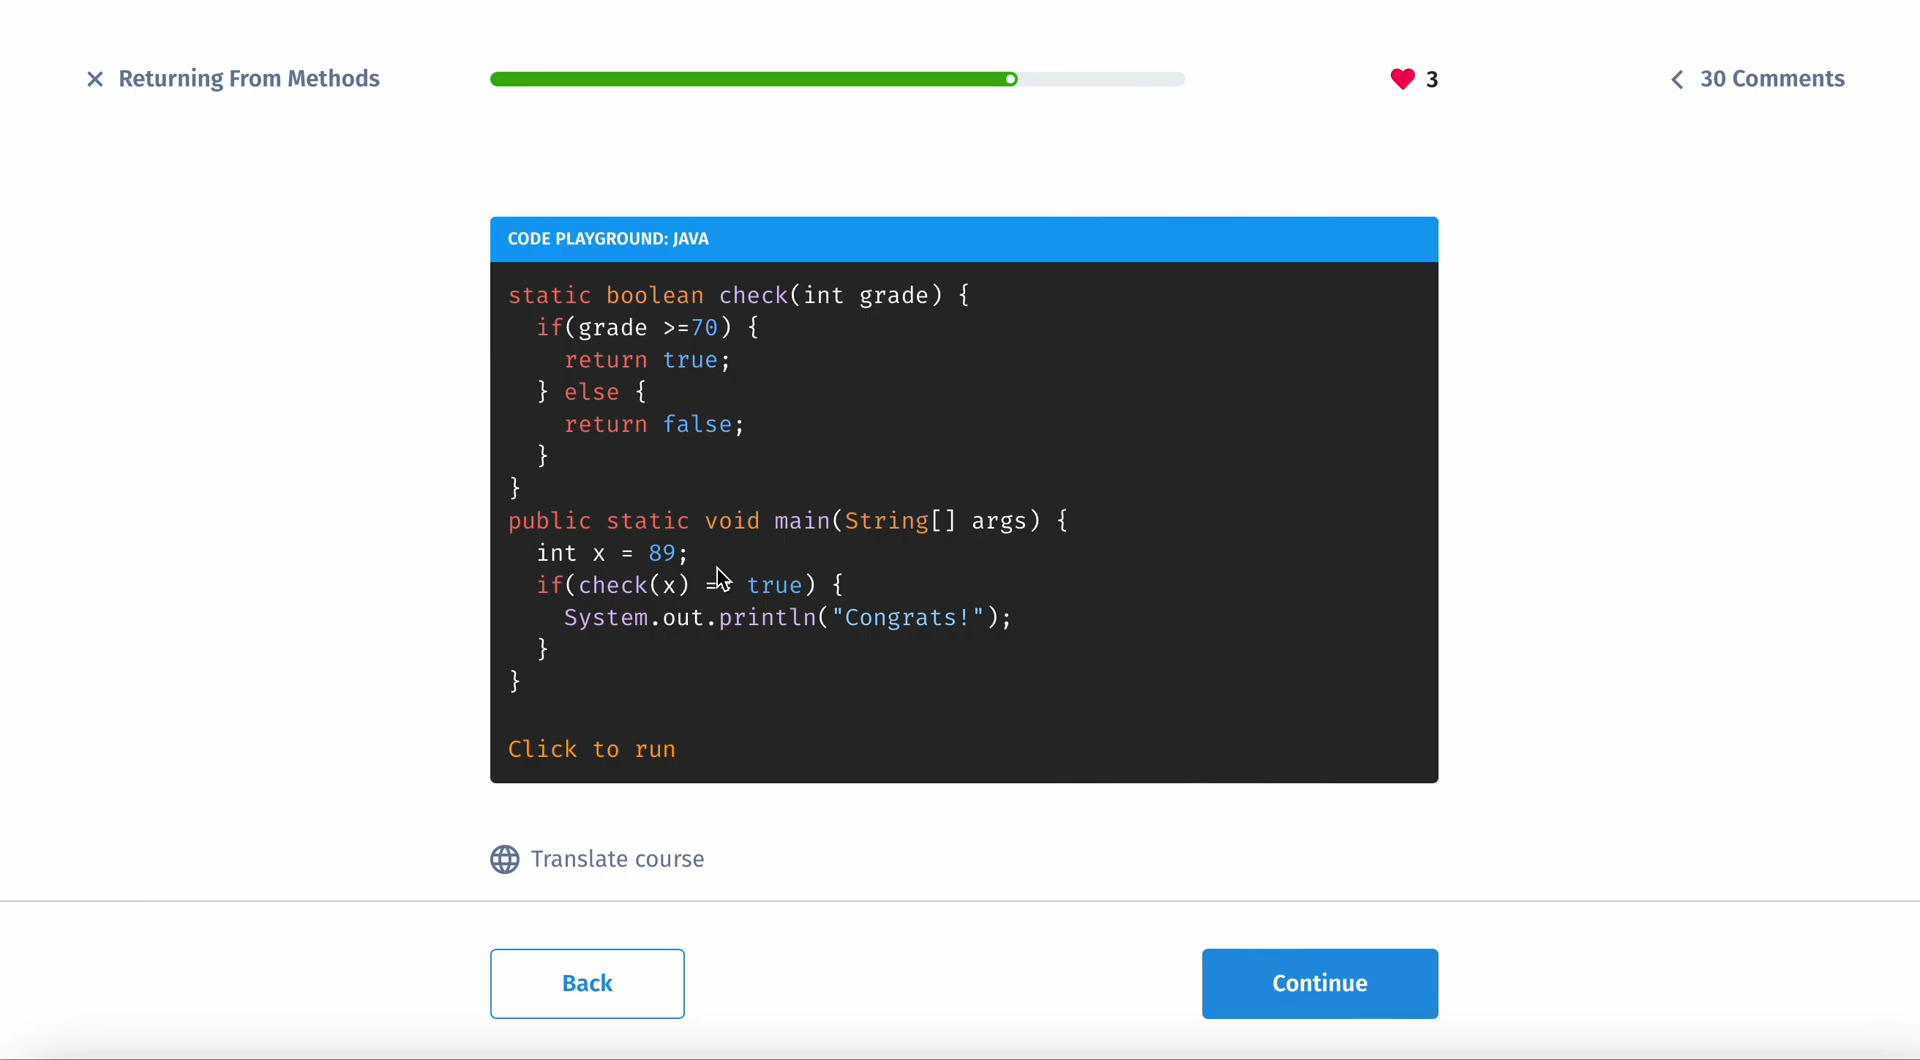 Returning From Methods
3
30 Comments
CODE PLAYGROUND: JAVA
static boolean check(int grade) {
  if(grade >=70) {
    return true;
  } else {
    return false;
  }
}
public static void main(String[] args) {
  int x = 89;
  if(check(x) = true) {
    System.out.println("Congrats!");
  }
}
Click to run
Translate course
Back
Continue